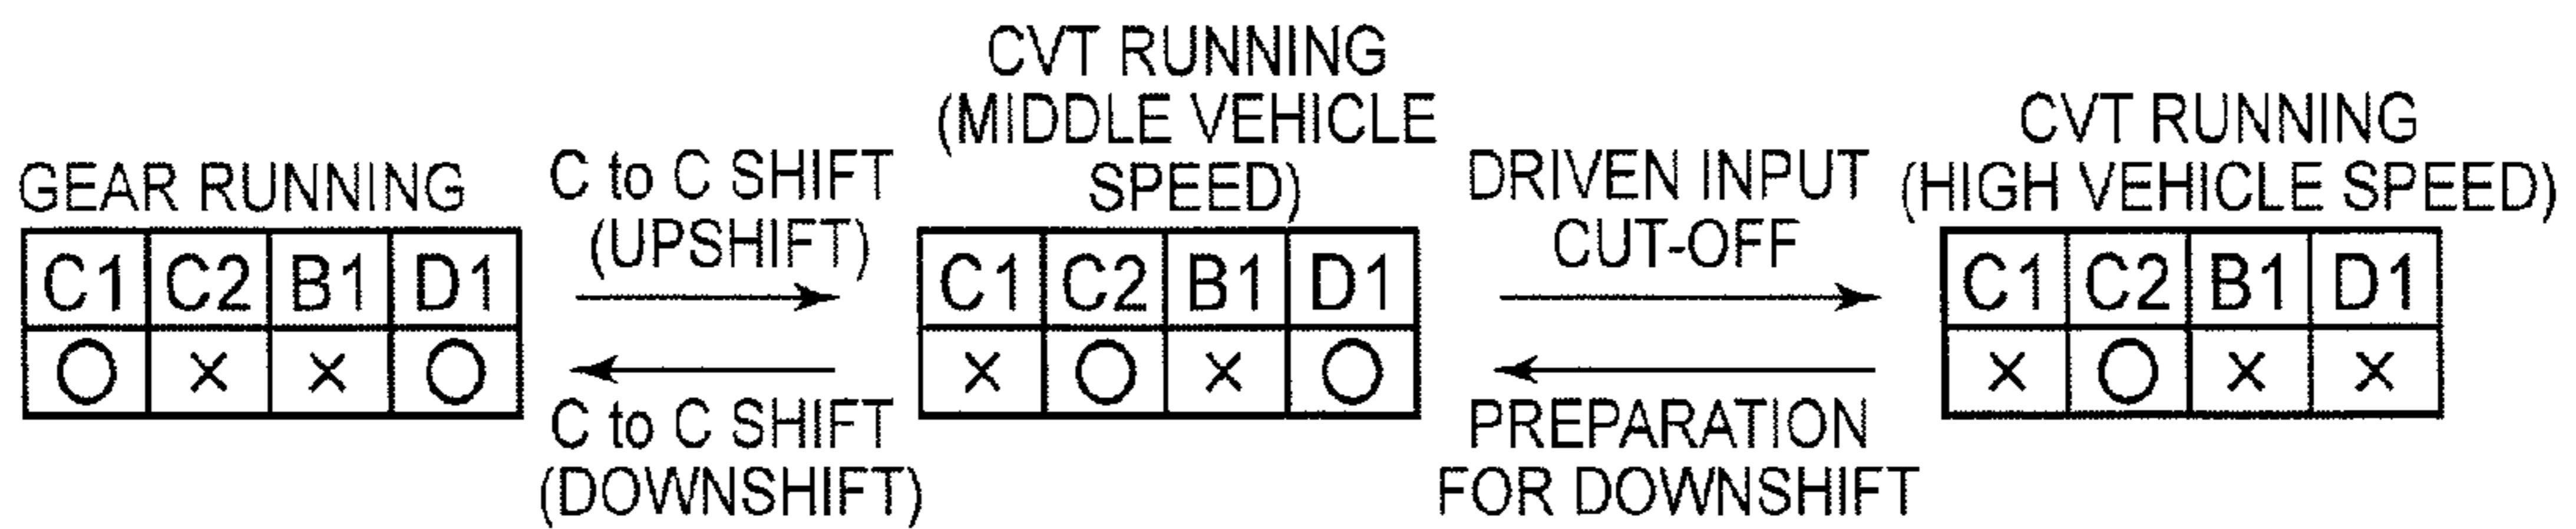 GEAR RUNNING
C1 C2 B1 D1
○ × × ○
C to C SHIFT
(UPSHIFT)
C to C SHIFT
(DOWNSHIFT)
CVT RUNNING
(MIDDLE VEHICLE
SPEED)
C1 C2 B1 D1
× ○ × ○
DRIVEN INPUT
CUT-OFF
PREPARATION
FOR DOWNSHIFT
CVT RUNNING
(HIGH VEHICLE SPEED)
C1 C2 B1 D1
× ○ × ×